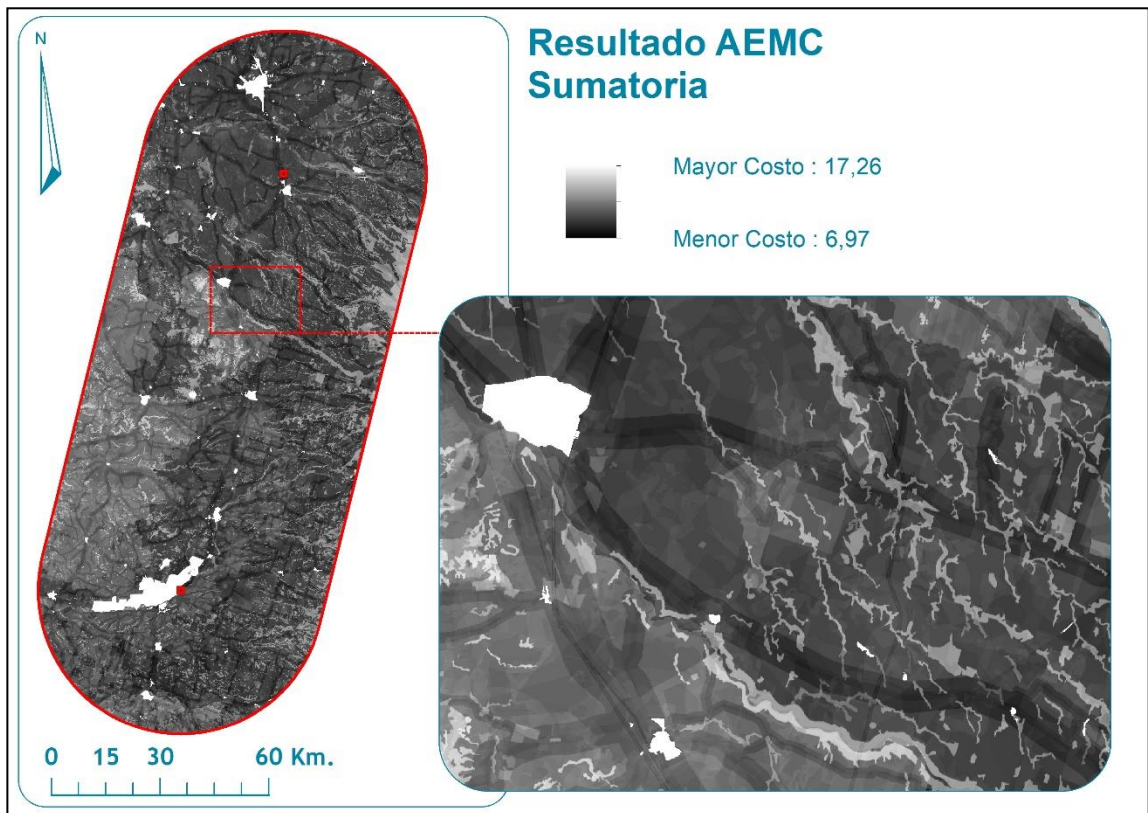 N
Resultado AEMC
Sumatoria
Mayor Costo : 17,26
Menor Costo : 6,97
0 15 30 60 Km.